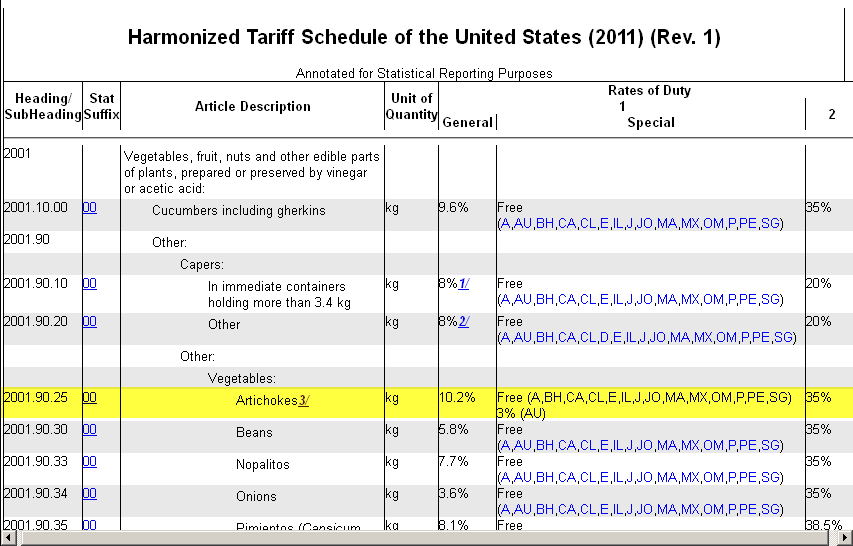 Harmonized Tariff Schedule of the United States (2011) (Rev. 1)
Annotated for Statistical Reporting Purposes
Heading/ Stat Article Description Unit of Rates of Duty
SubHeading Suffix Quantity 1 2
General Special
2001 Vegetables, fruit, nuts and other edible parts
of plants, prepared or preserved by vinegar
or acetic acid:
2001.10.00 00 Cucumbers including gherkins kg 9.6% Free 35%
(A,AU,BH,CA,CL,E,IL,J,JO,MA,MX,OM,P,PE,SG)
2001.90 Other:
Capers:
2001.90.10 00 In immediate containers kg 8%1/ Free 20%
holding more than 3.4 kg (A,AU,BH,CA,CL,E,IL,J,JO,MA,MX,OM,P,PE,SG)
2001.90.20 00 Other kg 8%2/ Free 20%
(A,AU,BH,CA,CL,D,E,IL,J,JO,MA,MX,OM,P,PE,SG)
Other:
Vegetables:
2001.90.25 00 Artichokes3/ kg 10.2% Free (A,BH,CA,CL,E,IL,J,JO,MA,MX,OM,P,PE,SG) 35%
3% (AU)
2001.90.30 00 Beans kg 5.8% Free 35%
(A,AU,BH,CA,CL,E,IL,J,JO,MA,MX,OM,P,PE,SG)
2001.90.33 00 Nopalitos kg 7.7% Free 35%
(A,AU,BH,CA,CL,E,IL,J,JO,MA,MX,OM,P,PE,SG)
2001.90.34 00 Onions kg 3.6% Free 35%
(A,AU,BH,CA,CL,E,IL,J,JO,MA,MX,OM,P,PE,SG)
2001.90.35 00 Pimientos (Capsicum kg 8.1% Free 38.5%